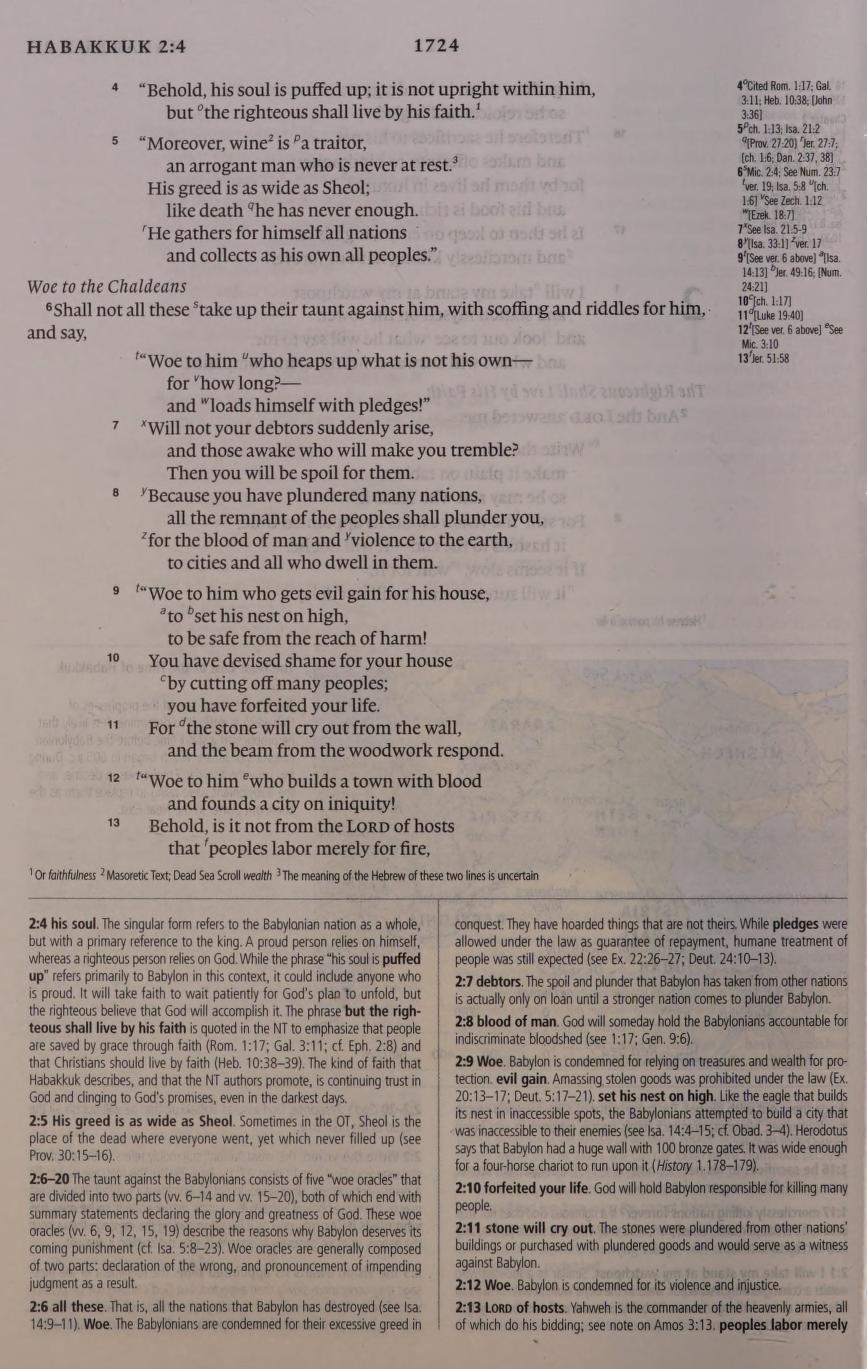 HABAKKUK 2:4
1724
4 “Behold, his soul is puffed up; it is not upright within him,
but othe righteous shall live by his faith.1
5 “Moreover, wine2 is pa traitor,
an arrogant man who is never at rest.3
His greed is as wide as Sheol;
like death qhe has never enough.
rHe gathers for himself all nations
and collects as his own all peoples.”
Woe to the Chaldeans
6Shall not all these stake up their taunt against him, with scoffing and riddles for him,
and say,
t“Woe to him uwho heaps up what is not his own—
for vhow long?—
and wloads himself with pledges!”
7 xWill not your debtors suddenly arise,
and those awake who will make you tremble?
Then you will be spoil for them.
8 yBecause you have plundered many nations,
all the remnant of the peoples shall plunder you,
zfor the blood of man and yviolence to the earth,
to cities and all who dwell in them.
9 t“Woe to him who gets evil gain for his house,
ato bset his nest on high,
to be safe from the reach of harm!
10 You have devised shame for your house
cby cutting off many peoples;
you have forfeited your life.
11 For dthe stone will cry out from the wall,
and the beam from the woodwork respond.
12 t“Woe to him ewho builds a town with blood
and founds a city on iniquity!
13 Behold, is it not from the LORD of hosts
that fpeoples labor merely for fire,
4oCited Rom. 1:17; Gal.
3:11; Heb. 10:38; [John
3:36]
5pch. 1:13; Isa. 21:2
q[Prov. 27:20] rJer. 27:7;
[ch. 1:6; Dan. 2:37, 38]
6sMic. 2:4; See Num. 23:7
tver. 19; Isa. 5:8 u[ch.
1:6] vSee Zech. 1:12
w[Ezek. 18:7]
7xSee Isa. 21:5-9
8y[Isa. 33:1] zver. 17
9t[See ver. 6 above] a[Isa.
14:13] bJer. 49:16; [Num.
24:21]
10c[ch. 1:17]
11d[Luke 19:40]
12t[See ver. 6 above] eSee
Mic. 3:10
13fJer. 51:58
1 Or faithfulness 2 Masoretic Text; Dead Sea Scroll wealth 3 The meaning of the Hebrew of these two lines is uncertain
2:4 his soul. The singular form refers to the Babylonian nation as a whole,
but with a primary reference to the king. A proud person relies on himself,
whereas a righteous person relies on God. While the phrase “his soul is puffed
up” refers primarily to Babylon in this context, it could include anyone who
is proud. It will take faith to wait patiently for God’s plan to unfold, but
the righteous believe that God will accomplish it. The phrase but the righ-
teous shall live by his faith is quoted in the NT to emphasize that people
are saved by grace through faith (Rom. 1:17; Gal. 3:11; cf. Eph. 2:8) and
that Christians should live by faith (Heb. 10:38–39). The kind of faith that
Habakkuk describes, and that the NT authors promote, is continuing trust in
God and clinging to God’s promises, even in the darkest days.
2:5 His greed is as wide as Sheol. Sometimes in the OT, Sheol is the
place of the dead where everyone went, yet which never filled up (see
Prov. 30:15–16).
2:6–20 The taunt against the Babylonians consists of five “woe oracles” that
are divided into two parts (vv. 6–14 and vv. 15–20), both of which end with
summary statements declaring the glory and greatness of God. These woe
oracles (vv. 6, 9, 12, 15, 19) describe the reasons why Babylon deserves its
coming punishment (cf. Isa. 5:8–23). Woe oracles are generally composed
of two parts: declaration of the wrong, and pronouncement of impending
judgment as a result.
2:6 all these. That is, all the nations that Babylon has destroyed (see Isa.
14:9–11). Woe. The Babylonians are condemned for their excessive greed in
conquest. They have hoarded things that are not theirs. While pledges were
allowed under the law as guarantee of repayment, humane treatment of
people was still expected (see Ex. 22:26–27; Deut. 24:10–13).
2:7 debtors. The spoil and plunder that Babylon has taken from other nations
is actually only on loan until a stronger nation comes to plunder Babylon.
2:8 blood of man. God will someday hold the Babylonians accountable for
indiscriminate bloodshed (see 1:17; Gen. 9:6).
2:9 Woe. Babylon is condemned for relying on treasures and wealth for pro-
tection. evil gain. Amassing stolen goods was prohibited under the law (Ex.
20:13–17; Deut. 5:17–21). set his nest on high. Like the eagle that builds
its nest in inaccessible spots, the Babylonians attempted to build a city that
was inaccessible to their enemies (see Isa. 14:4–15; cf. Obad. 3–4). Herodotus
says that Babylon had a huge wall with 100 bronze gates. It was wide enough
for a four-horse chariot to run upon it (History 1.178–179).
2:10 forfeited your life. God will hold Babylon responsible for killing many
people.
2:11 stone will cry out. The stones were plundered from other nations’
buildings or purchased with plundered goods and would serve as a witness
against Babylon.
2:12 Woe. Babylon is condemned for its violence and injustice.
2:13 LORD of hosts. Yahweh is the commander of the heavenly armies, all
of which do his bidding; see note on Amos 3:13. peoples labor merely